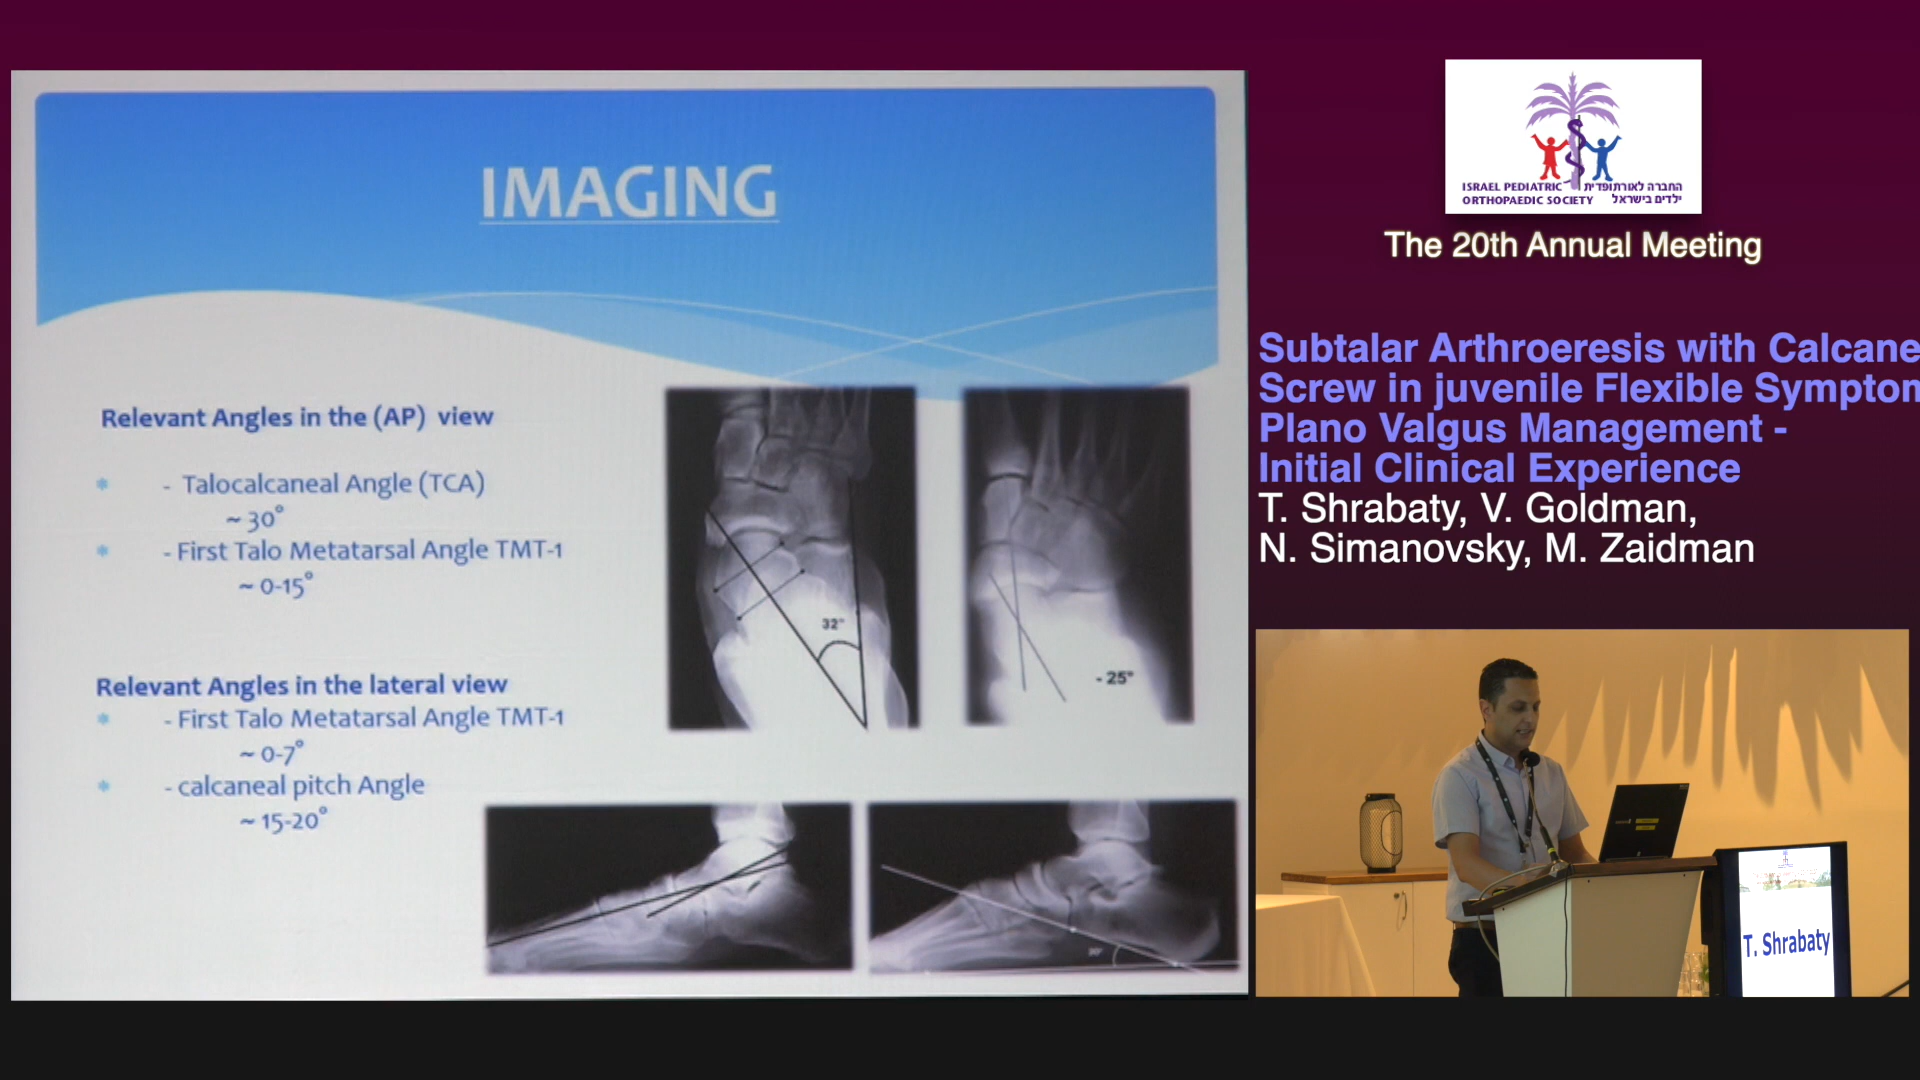 IMAGING
Relevant Angles in the (AP) view
- Talocalcaneal Angle (TCA)
~ 30°
- First Talo Metatarsal Angle TMT-1
~ 0-15°
Relevant Angles in the lateral view
- First Talo Metatarsal Angle TMT-1
~ 0-7°
- calcaneal pitch Angle
~ 15-20°
32°
- 25°
ISRAEL PEDIATRIC החברה לאורתופדית
ORTHOPAEDIC SOCIETY ילדים בישראל
The 20th Annual Meeting
Subtalar Arthroeresis with Calcane
Screw in juvenile Flexible Sympton
Plano Valgus Management -
Initial Clinical Experience
T. Shrabaty, V. Goldman,
N. Simanovsky, M. Zaidman
T. Shrabaty